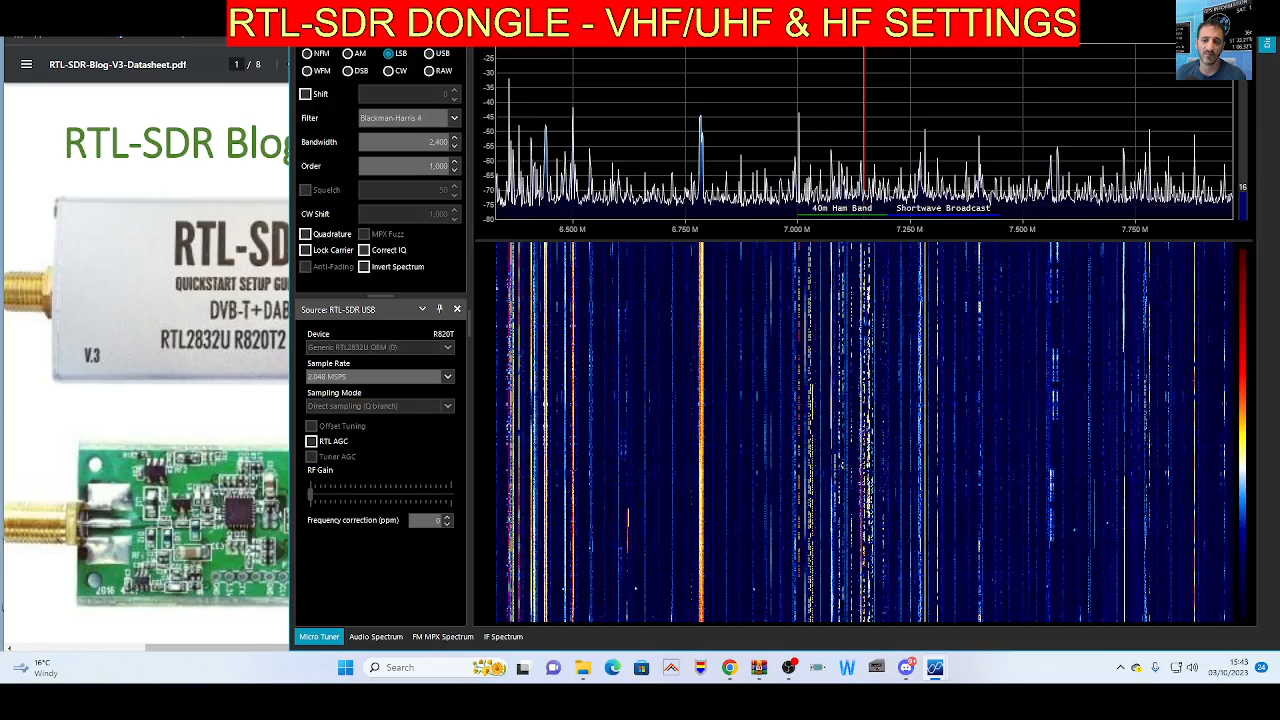 RTL-SDR DONGLE - VHF/UHF & HF SETTINGS
RTL-SDR-Blog-V3-Datasheet.pdf
1 / 8
RTL-SDR Blog
RTL-SD
QUICKSTART SETUP GU
DVB-T+DAB
RTL2832U R820T2
V.3
2016
NFM AM LSB USB
WFM DSB CW RAW
Shift 0
Filter Blackman-Harris 4
Bandwidth 2,400
Order 1,000
Squelch 50
CW Shift 1,000
Quadrature MPX Fuzz
Lock Carrier Correct IQ
Anti-Fading Invert Spectrum
Source: RTL-SDR USB
Device R820T
Generic RTL2832U OEM (0)
Sample Rate
2.048 MSPS
Sampling Mode
Direct sampling (Q branch)
Offset Tuning
RTL AGC
Tuner AGC
RF Gain
Frequency correction (ppm) 0
Micro Tuner Audio Spectrum FM MPX Spectrum IF Spectrum
-25
-30
-35
-40
-45
-50
-55
-60
-65
-70
-75
-80
40m Ham Band Shortwave Broadcast
6.500 M 6.750 M 7.000 M 7.250 M 7.500 M 7.750 M
16
GPS INFORMATION
16°C
Windy
Search
15:43
03/10/2023
24